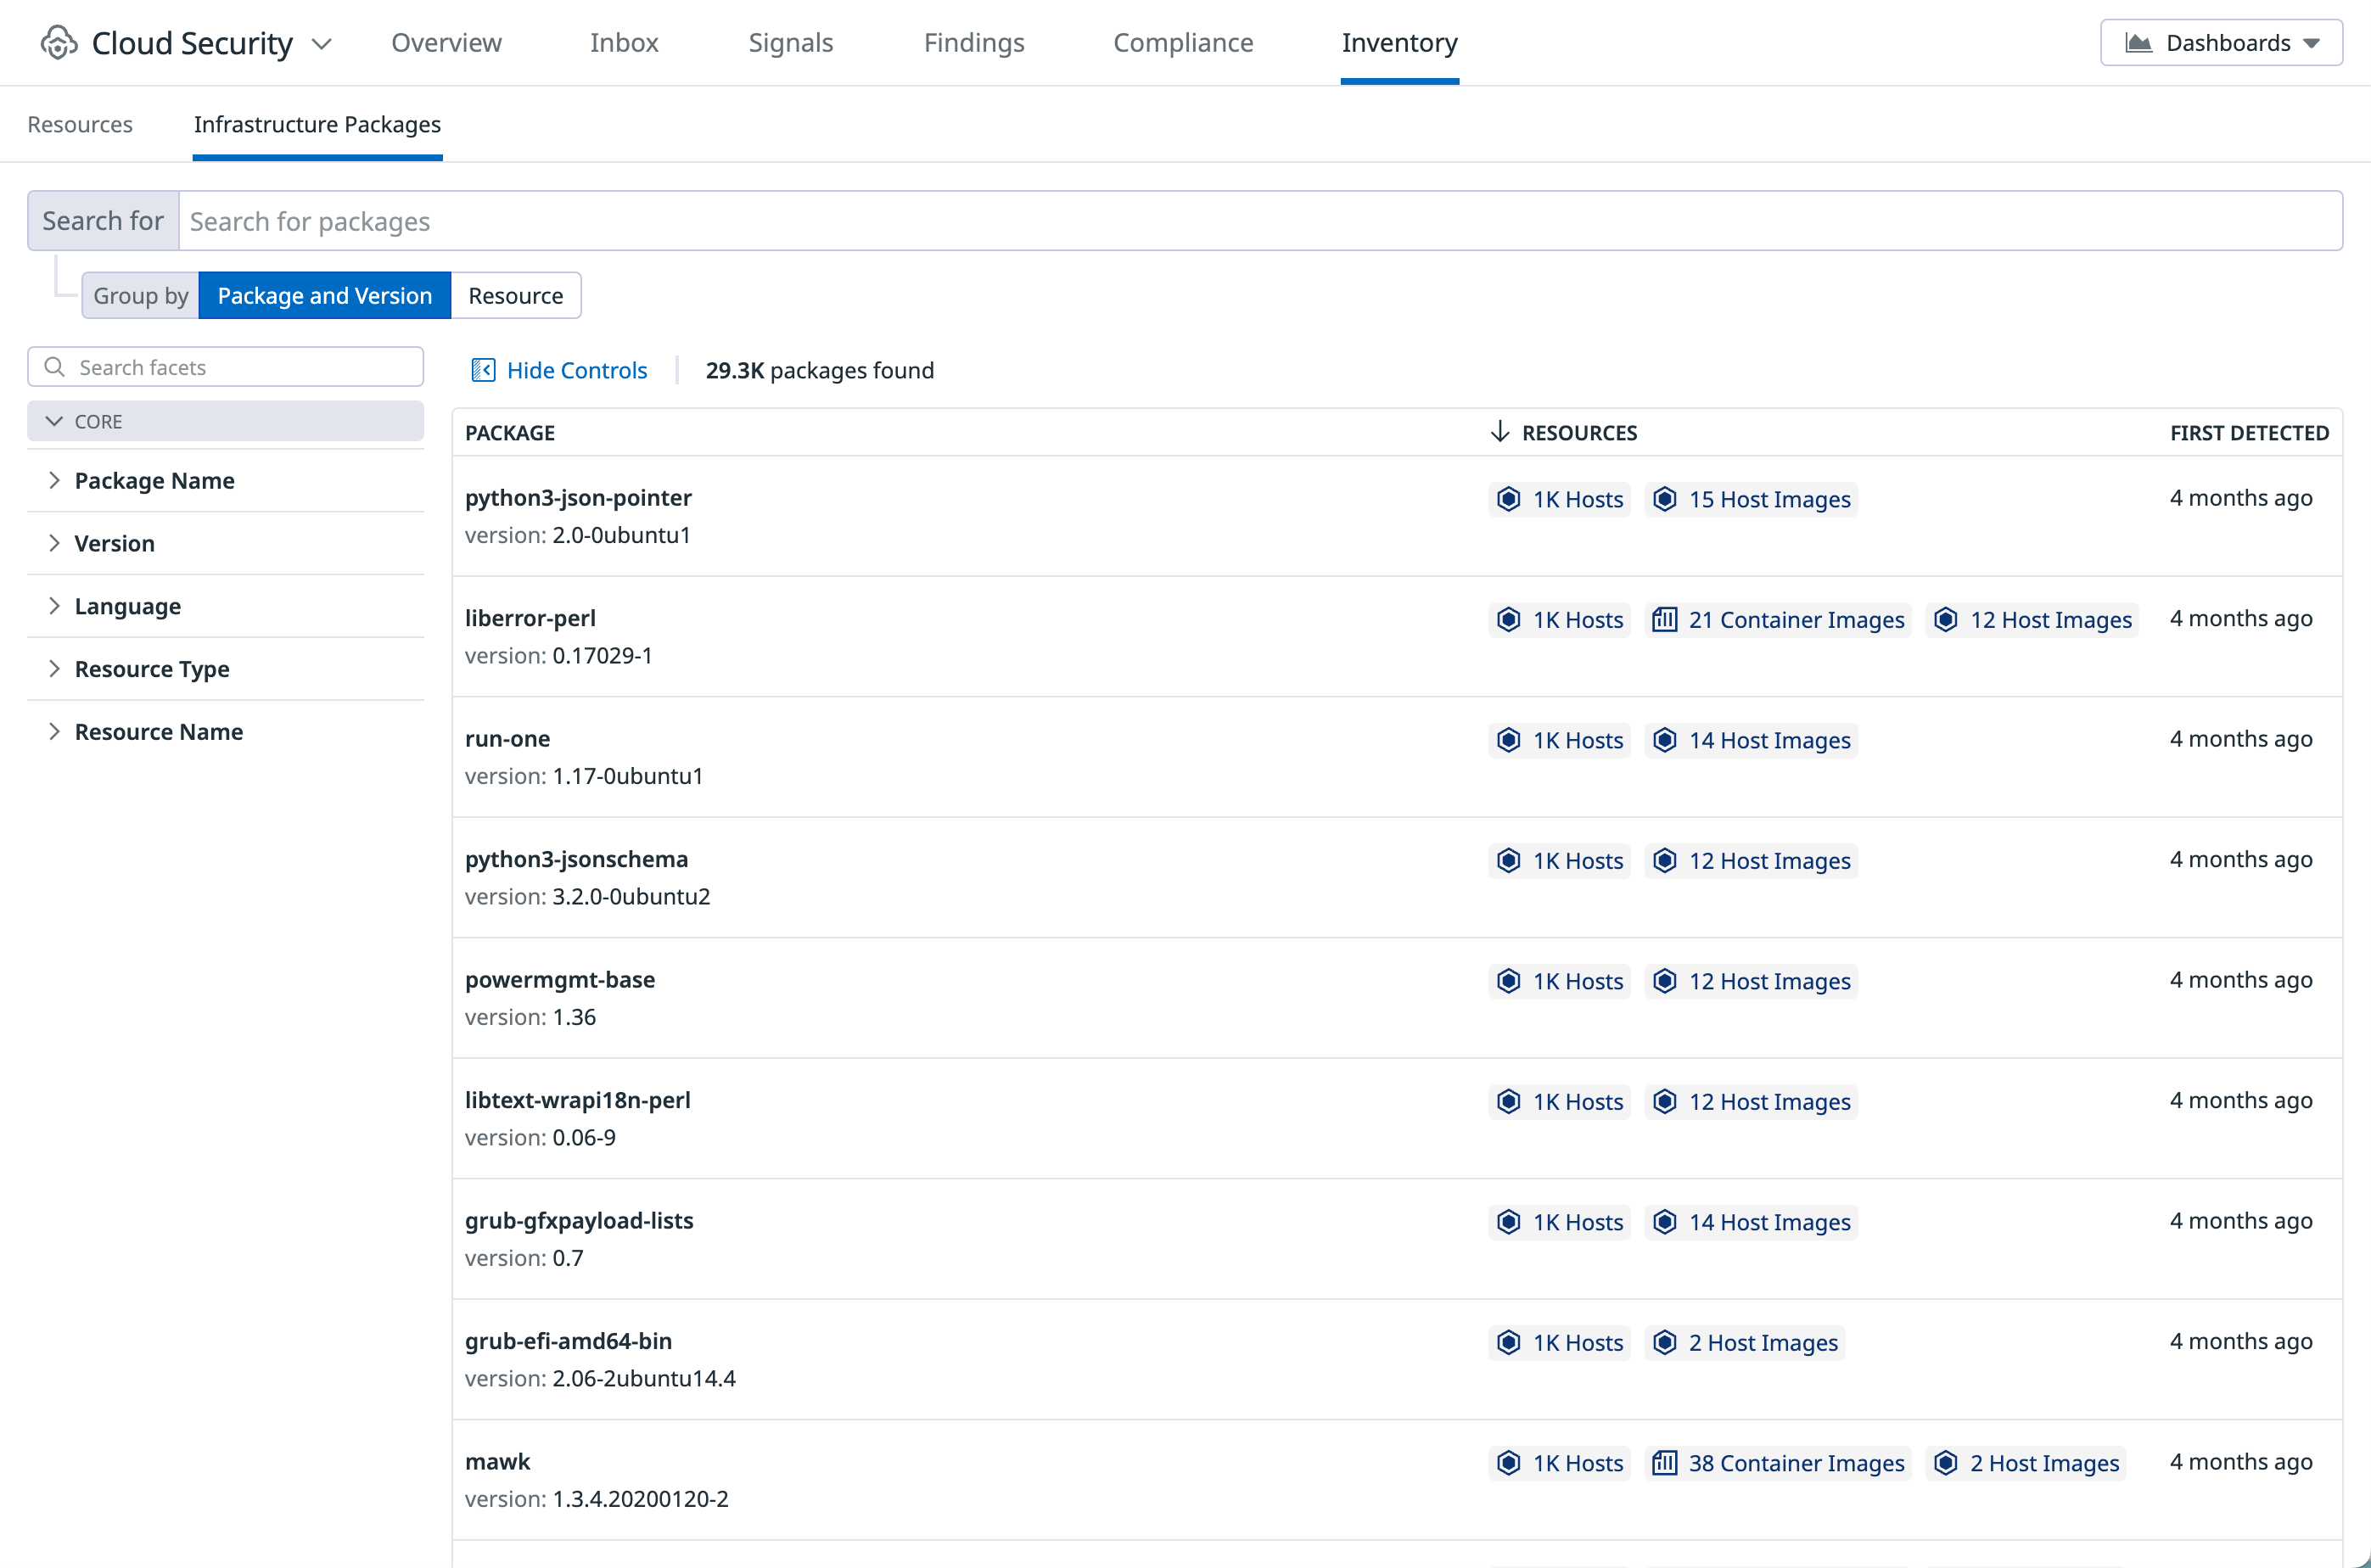 Cloud Security
Overview
Inbox
Signals
Findings
Compliance
Inventory
Dashboards
Resources
Infrastructure Packages
Search for
Search for packages
Group by
Package and Version
Resource
Search facets
CORE
Package Name
Version
Language
Resource Type
Resource Name
Hide Controls
29.3K packages found
PACKAGE
RESOURCES
FIRST DETECTED
python3-json-pointer
version: 2.0-0ubuntu1
1K Hosts
15 Host Images
4 months ago
liberror-perl
version: 0.17029-1
1K Hosts
21 Container Images
12 Host Images
4 months ago
run-one
version: 1.17-0ubuntu1
1K Hosts
14 Host Images
4 months ago
python3-jsonschema
version: 3.2.0-0ubuntu2
1K Hosts
12 Host Images
4 months ago
powermgmt-base
version: 1.36
1K Hosts
12 Host Images
4 months ago
libtext-wrapi18n-perl
version: 0.06-9
1K Hosts
12 Host Images
4 months ago
grub-gfxpayload-lists
version: 0.7
1K Hosts
14 Host Images
4 months ago
grub-efi-amd64-bin
version: 2.06-2ubuntu14.4
1K Hosts
2 Host Images
4 months ago
mawk
version: 1.3.4.20200120-2
1K Hosts
38 Container Images
2 Host Images
4 months ago